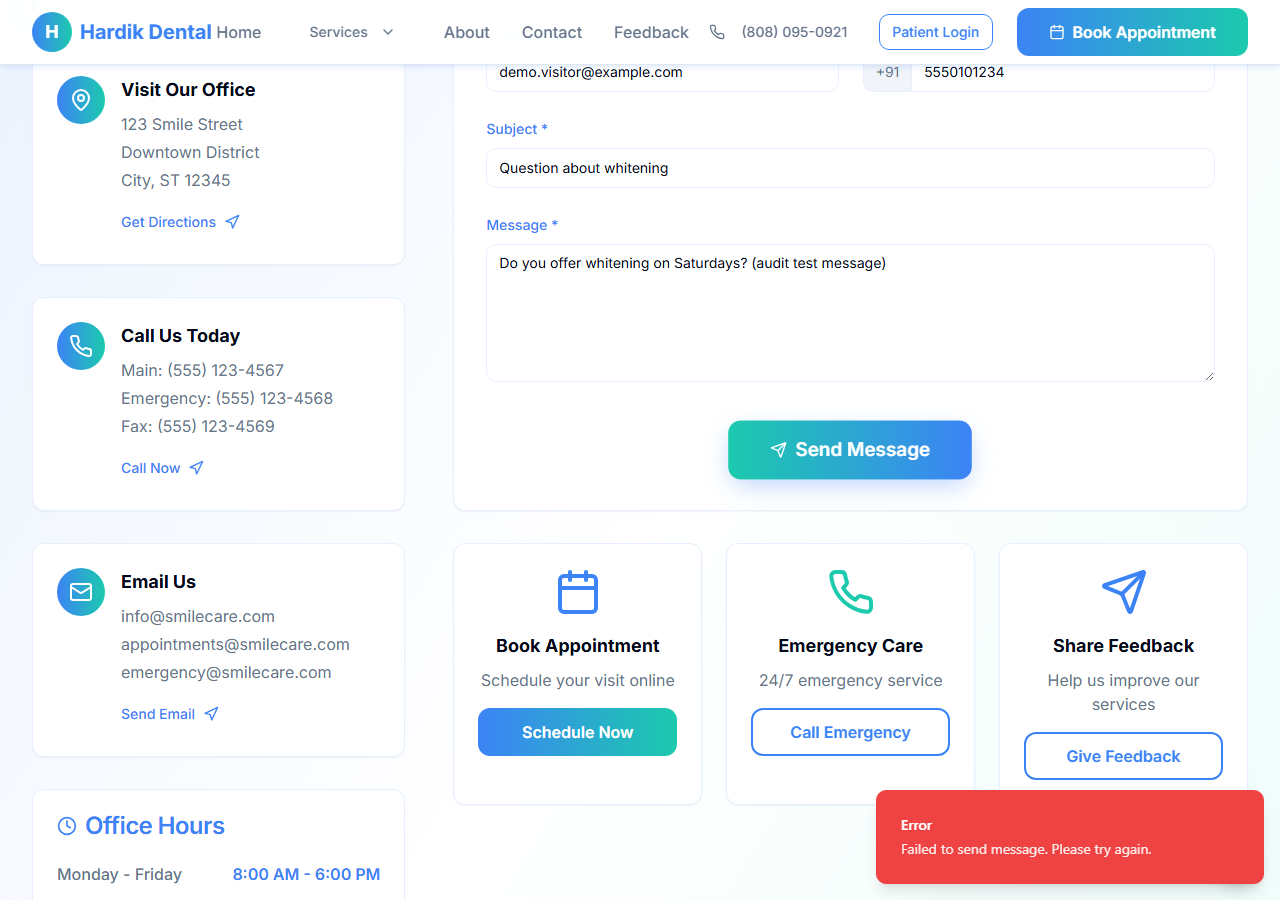 H
Hardik Dental
Home
Services
About
Contact
Feedback
(808) 095-0921
Patient Login
Book Appointment
Visit Our Office
123 Smile Street
Downtown District
City, ST 12345
Get Directions
Call Us Today
Main: (555) 123-4567
Emergency: (555) 123-4568
Fax: (555) 123-4569
Call Now
Email Us
info@smilecare.com
appointments@smilecare.com
emergency@smilecare.com
Send Email
Office Hours
Monday - Friday
8:00 AM - 6:00 PM
demo.visitor@example.com
+91
5550101234
Subject *
Question about whitening
Message *
Do you offer whitening on Saturdays? (audit test message)
Send Message
Book Appointment
Schedule your visit online
Schedule Now
Emergency Care
24/7 emergency service
Call Emergency
Share Feedback
Help us improve our
services
Give Feedback
Error
Failed to send message. Please try again.